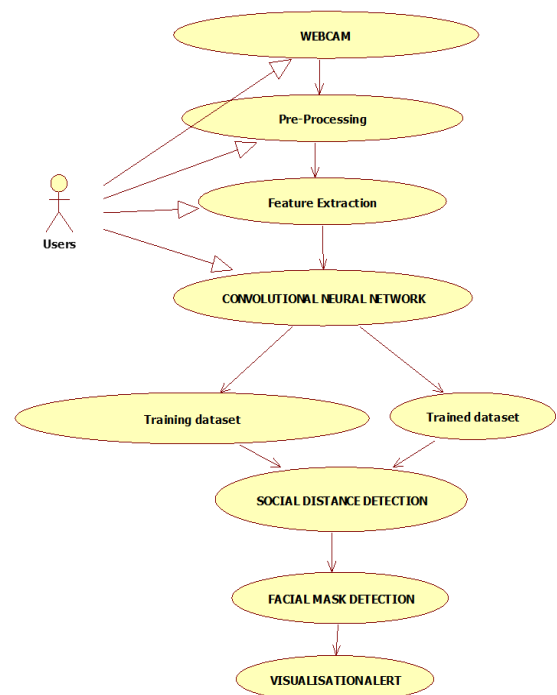 WEBCAM
Pre-Processing
Feature Extraction
Users
CONVOLUTIONAL NEURAL NETWORK
Training dataset
Trained dataset
SOCIAL DISTANCE DETECTION
FACIAL MASK DETECTION
VISUALISATIONALERT